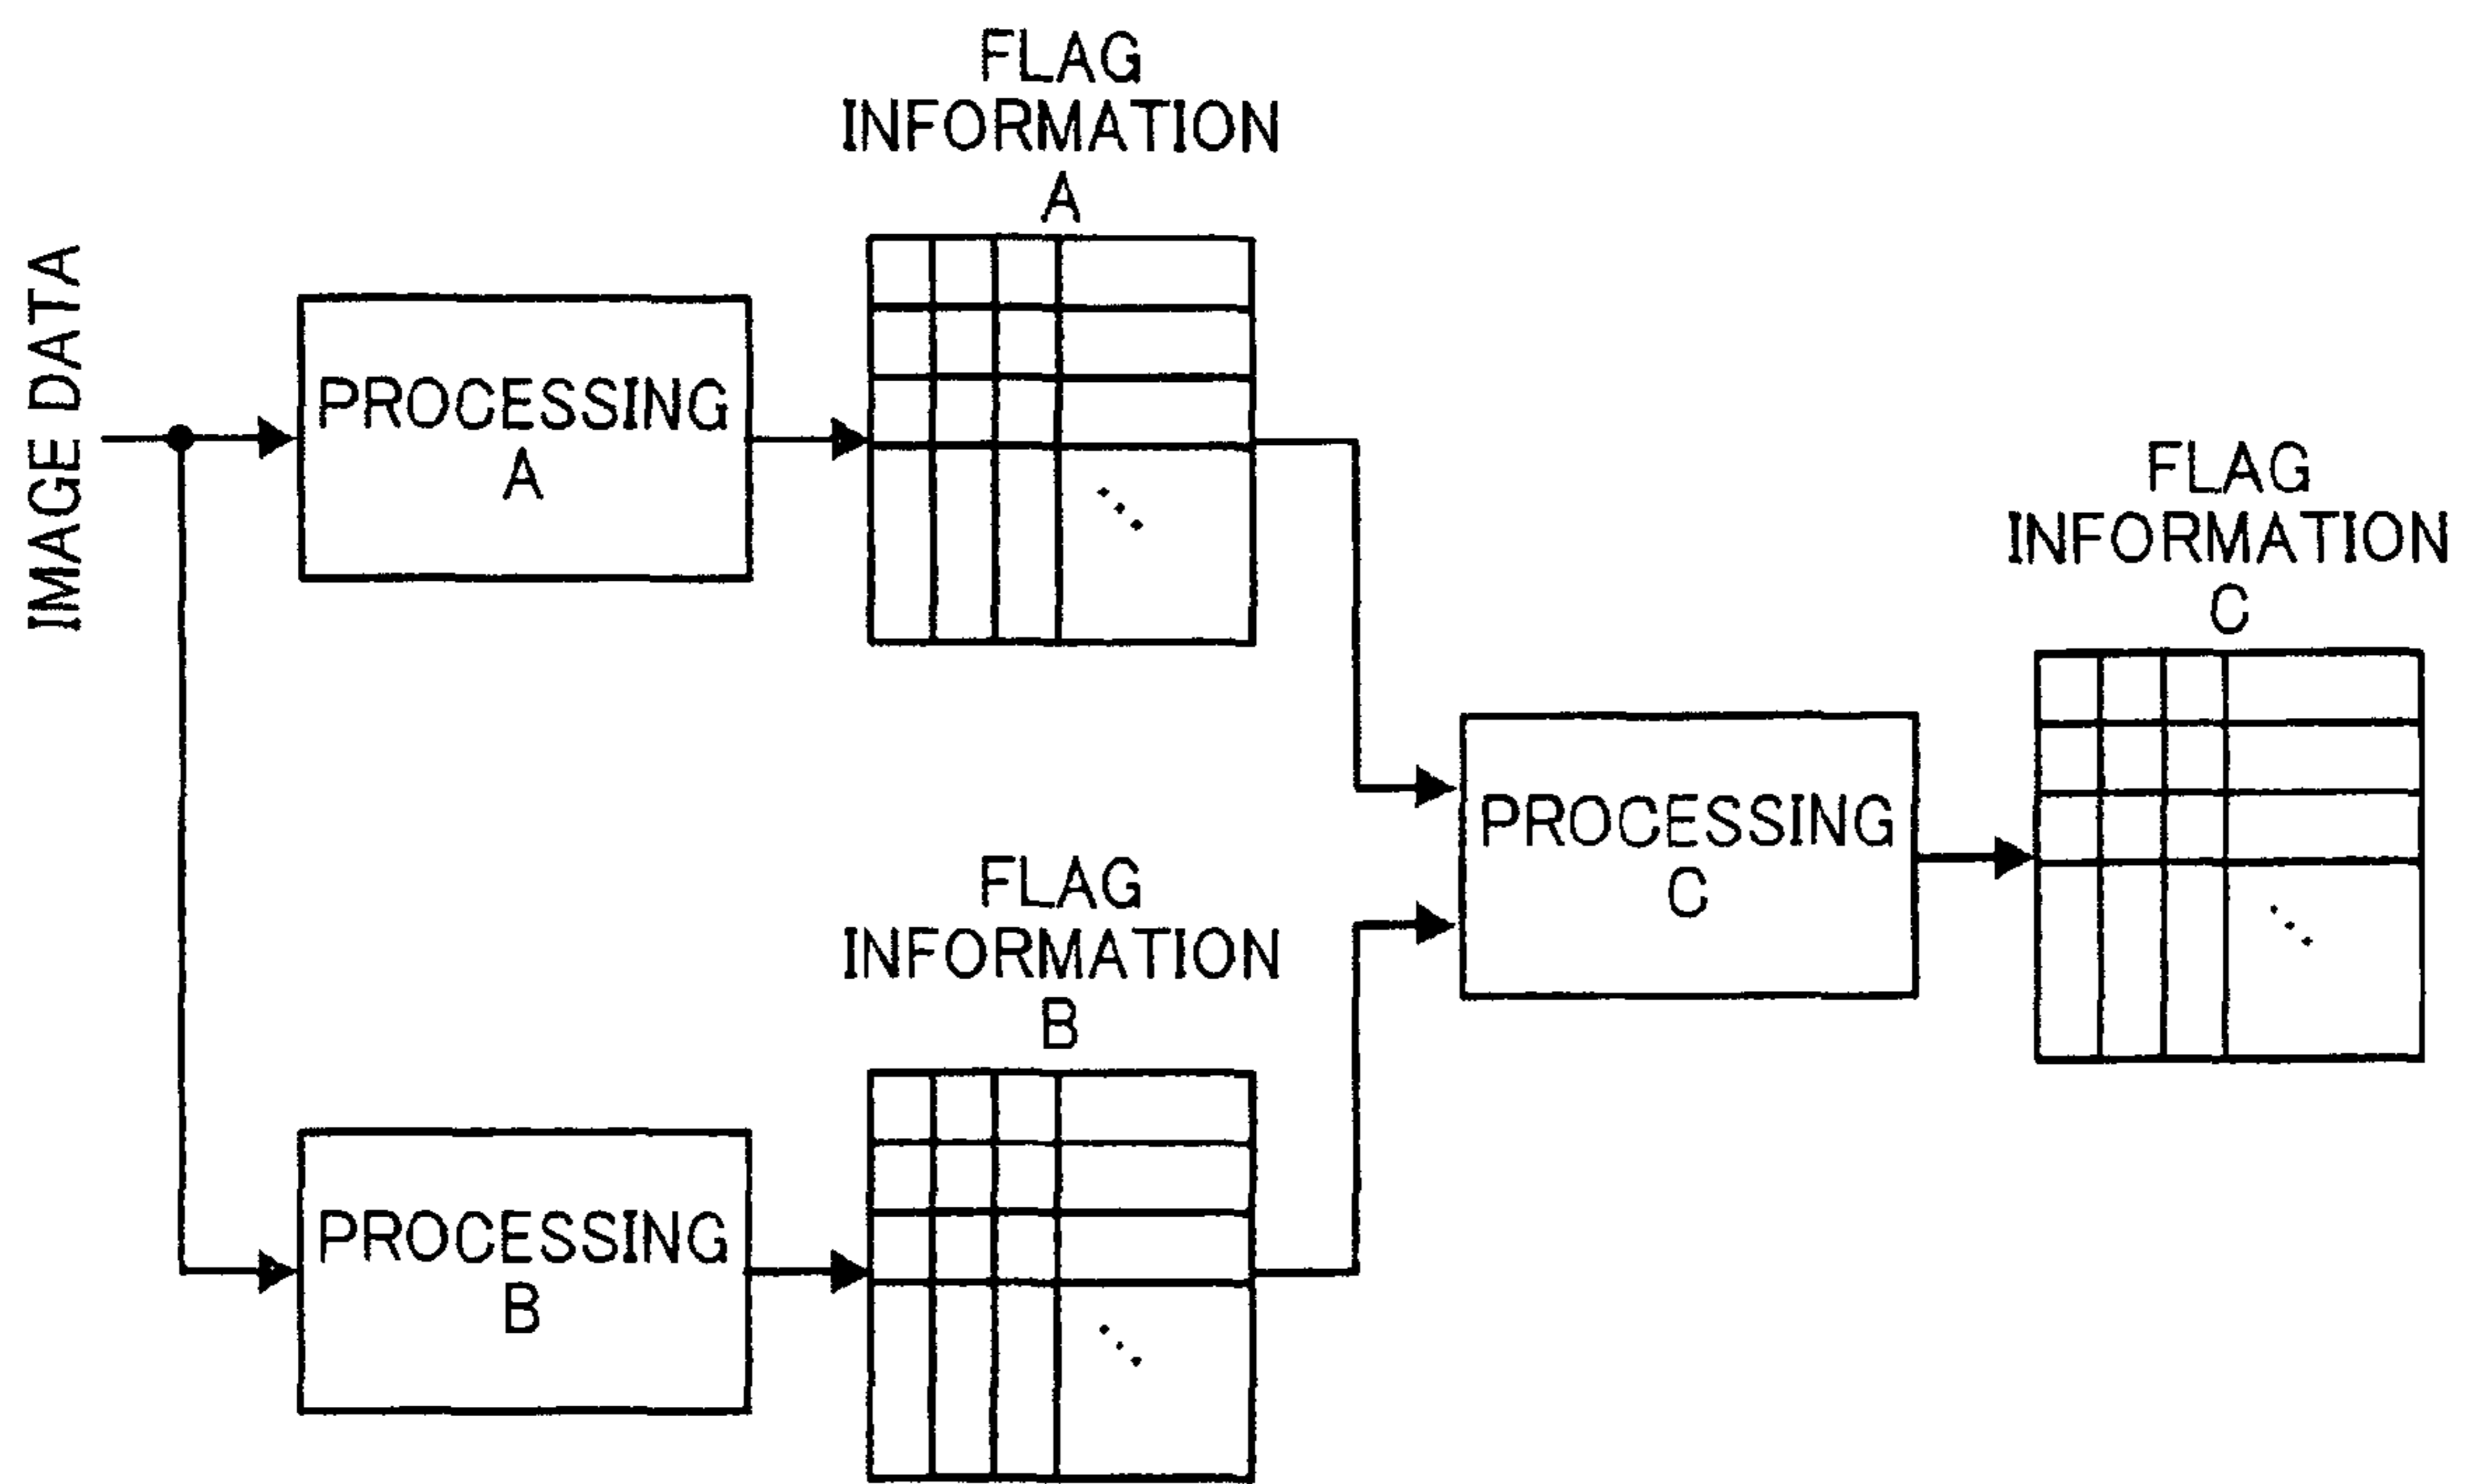 IMAGE DATA
PROCESSING
A
FLAG
INFORMATION
A
PROCESSING
B
FLAG
INFORMATION
B
PROCESSING
C
FLAG
INFORMATION
C